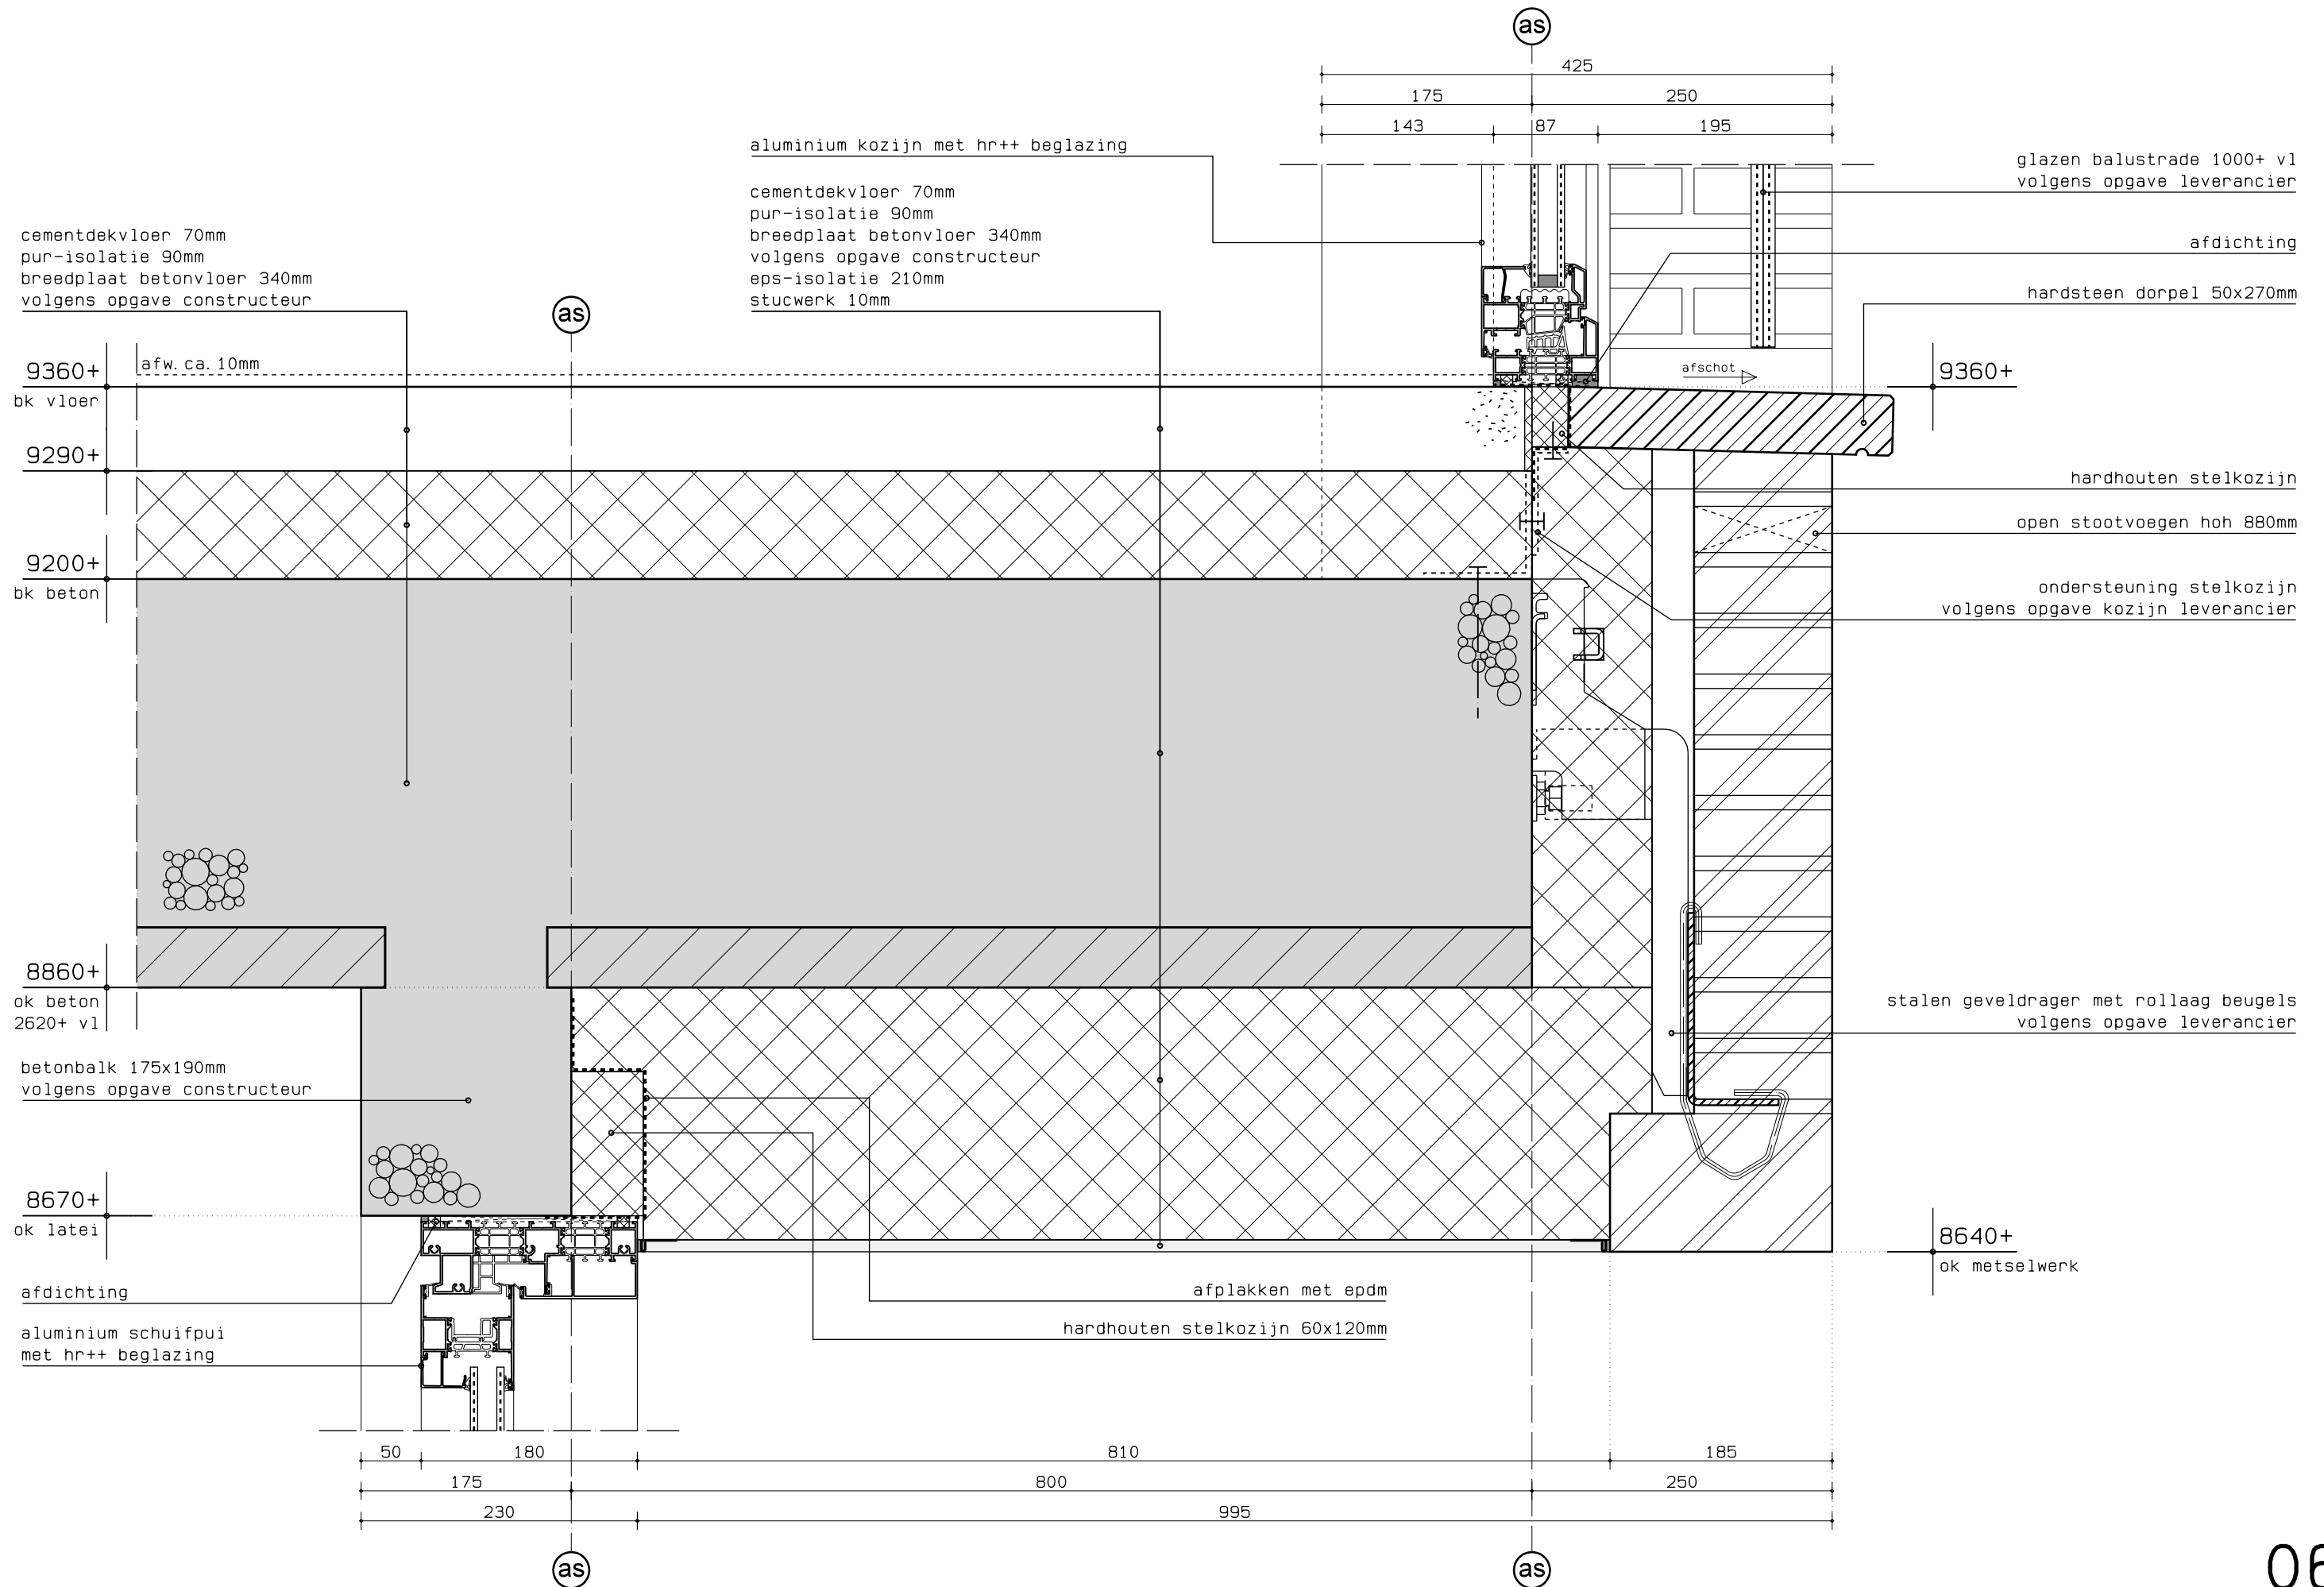 as
425
175
250
143
87
195
aluminium kozijn met hr++ beglazing
glazen balustrade 1000+ vl
volgens opgave leverancier
cementdekvloer 70mm
pur-isolatie 90mm
breedplaat betonvloer 340mm
volgens opgave constructeur
eps-isolatie 210mm
stucwerk 10mm
cementdekvloer 70mm
pur-isolatie 90mm
breedplaat betonvloer 340mm
volgens opgave constructeur
afdichting
hardsteen dorpel 50x270mm
as
afw. ca. 10mm
9360+
bk vloer
afschot
9360+
9290+
hardhouten stelkozijn
open stootvoegen hoh 880mm
9200+
bk beton
ondersteuning stelkozijn
volgens opgave kozijn leverancier
8860+
ok beton
2620+ vl
stalen geveldrager met rollaag beugels
volgens opgave leverancier
betonbalk 175x190mm
volgens opgave constructeur
8670+
ok latei
8640+
ok metselwerk
afdichting
afplakken met epdm
hardhouten stelkozijn 60x120mm
aluminium schuifpui
met hr++ beglazing
50
180
810
185
175
800
250
230
995
as
as
06